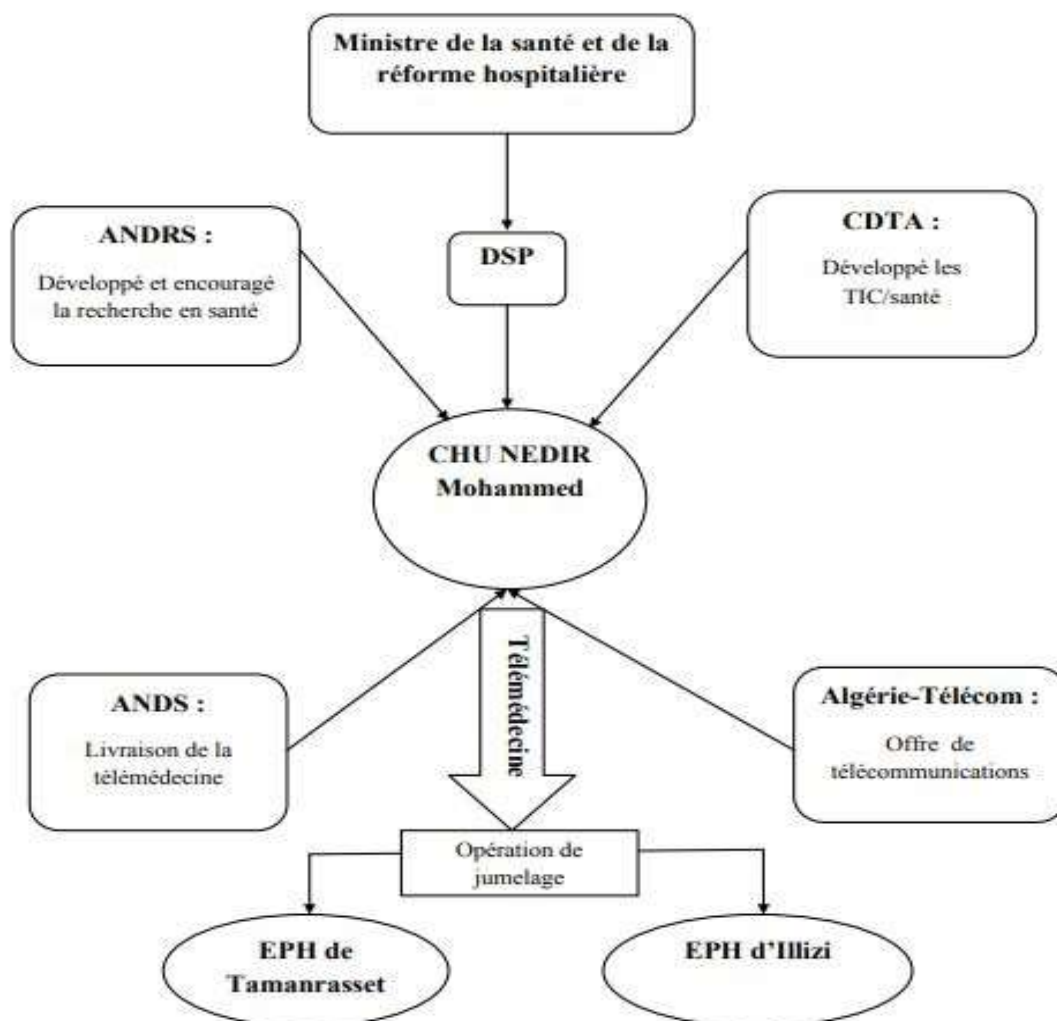 Ministre de la santé et de la
réforme hospitalière
ANDRS :
Développé et encouragé
la recherche en santé
DSP
CDTA :
Développé les
TIC/santé
CHU NEDIR
Mohammed
ANDS :
Livraison de la
télémédecine
Télémédecine
Algérie-Télécom :
Offre de
télécommunications
Opération de
jumelage
EPH de
Tamanrasset
EPH d’Illizi